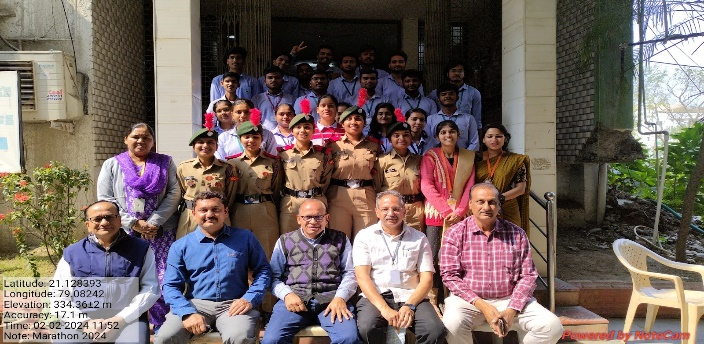 Latitude: 21.128393
Longitude: 79.08242
Elevation: 334.36±2 m
Accuracy: 17.1 m
Time: 02-02-2024 11:52
Note: Marathon 2024
Powered by NoteCam